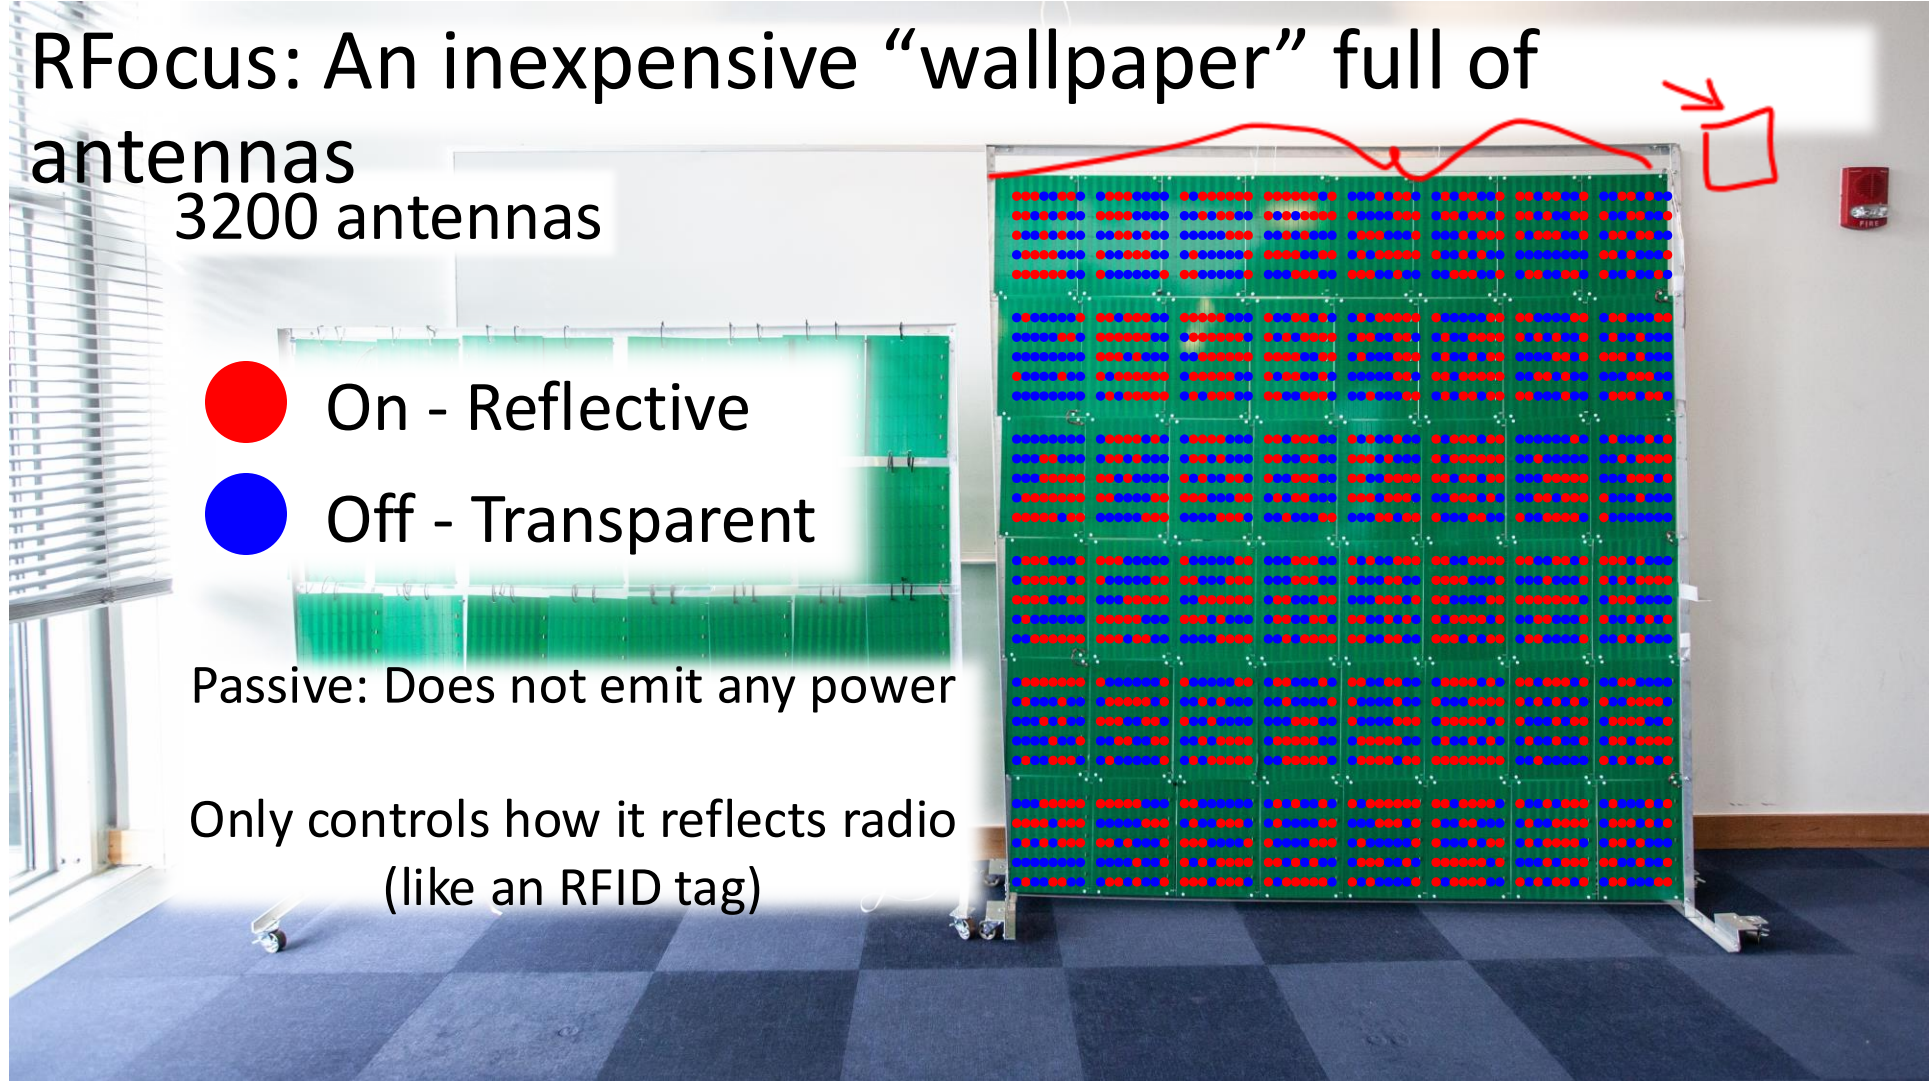 RFocus: An inexpensive “wallpaper” full of
antennas
3200 antennas
On - Reflective
Off - Transparent
Passive: Does not emit any power
Only controls how it reflects radio
(like an RFID tag)
FIRE